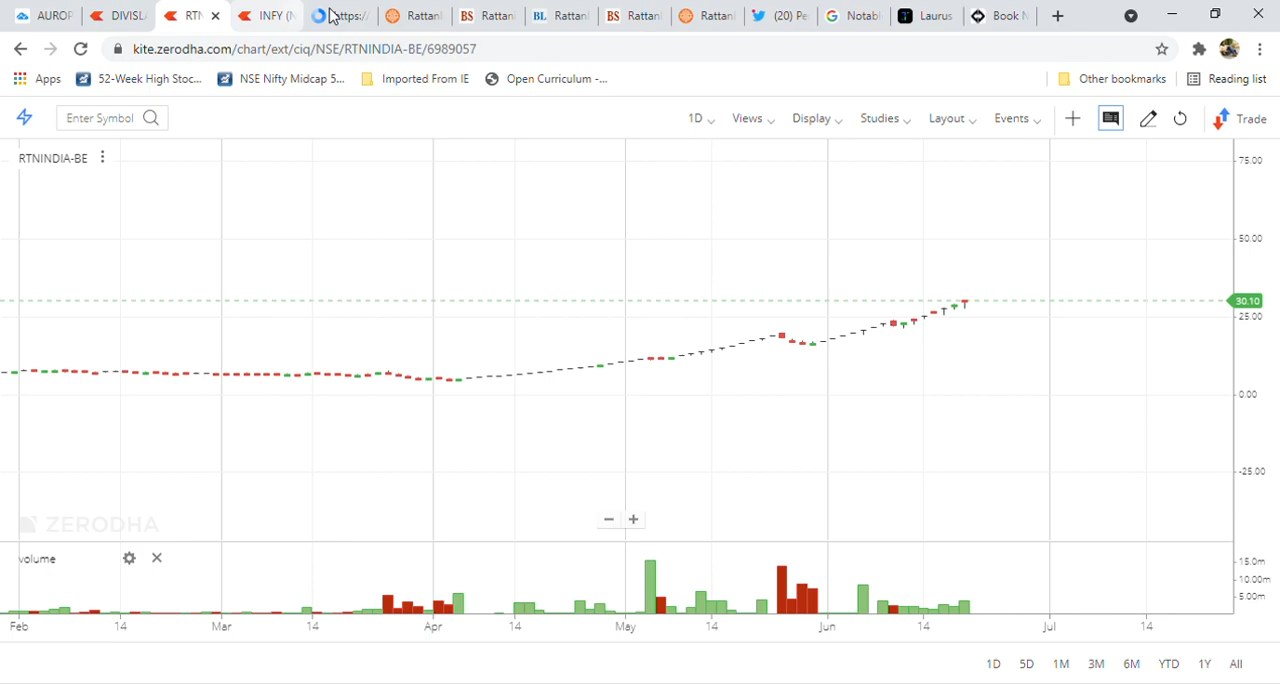 AUROP DIVISL RTN INFY (N https:/ Rattan BS Rattan BL Rattan BS Rattan Rattan (20) Pe G Notabl Laurus Book N
kite.zerodha.com/chart/ext/ciq/NSE/RTNINDIA-BE/6989057
Apps 52-Week High Stoc... NSE Nifty Midcap 5... Imported From IE Open Curriculum -... Other bookmarks Reading list
Enter Symbol 1D Views Display Studies Layout Events Trade
RTNINDIA-BE
75.00
50.00
30.10
25.00
0.00
-25.00
ZERODHA
volume
15.0m
10.00m
5.00m
Feb 14 Mar 14 Apr 14 May 14 Jun 14 Jul 14
1D 5D 1M 3M 6M YTD 1Y All